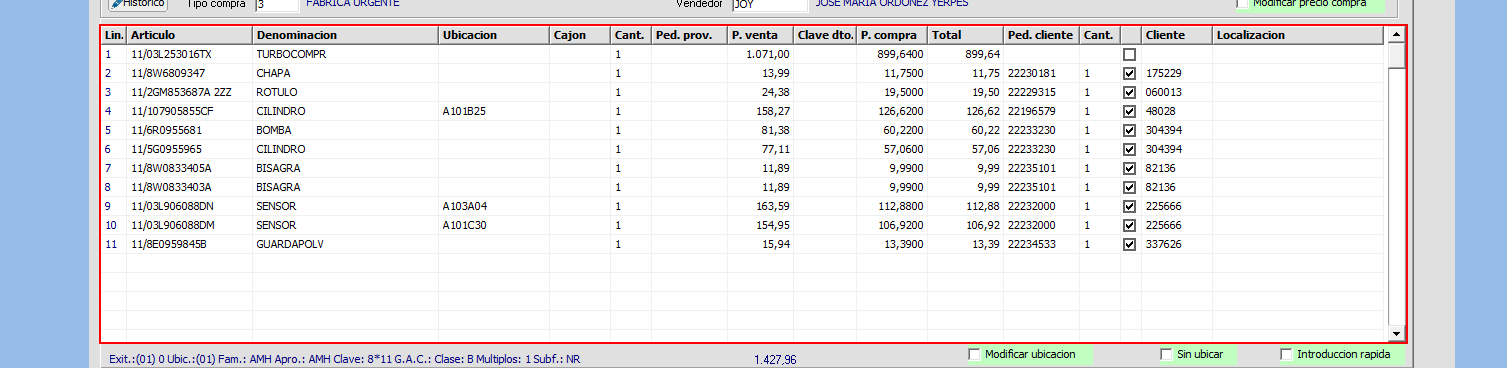 Histórico Tipo compra 3 FABRICA URGENTE Vendedor JOY JOSE MARIA ORDOÑEZ YERPES Modificar precio compra
Lin. Articulo Denominacion Ubicacion Cajon Cant. Ped. prov. P. venta Clave dto. P. compra Total Ped. cliente Cant. Cliente Localizacion
1 11/03L253016TX TURBOCOMPR 1 1.071,00 899,6400 899,64
2 11/8W6809347 CHAPA 1 13,99 11,7500 11,75 22230181 1 175229
3 11/2GM853687A 2ZZ ROTULO 1 24,38 19,5000 19,50 22229315 1 060013
4 11/107905855CF CILINDRO A101B25 1 158,27 126,6200 126,62 22196579 1 48028
5 11/6R0955681 BOMBA 1 81,38 60,2200 60,22 22233230 1 304394
6 11/5G0955965 CILINDRO 1 77,11 57,0600 57,06 22233230 1 304394
7 11/8W0833405A BISAGRA 1 11,89 9,9900 9,99 22235101 1 82136
8 11/8W0833403A BISAGRA 1 11,89 9,9900 9,99 22235101 1 82136
9 11/03L906088DN SENSOR A103A04 1 163,59 112,8800 112,88 22232000 1 225666
10 11/03L906088DM SENSOR A101C30 1 154,95 106,9200 106,92 22232000 1 225666
11 11/8E0959845B GUARDAPOLV 1 15,94 13,3900 13,39 22234533 1 337626
Exit.:(01) 0 Ubic.:(01) Fam.: AMH Apro.: AMH Clave: 8*11 G.A.C.: Clase: B Multiplos: 1 Subf.: NR 1.427,96 Modificar ubicacion Sin ubicar Introduccion rapida